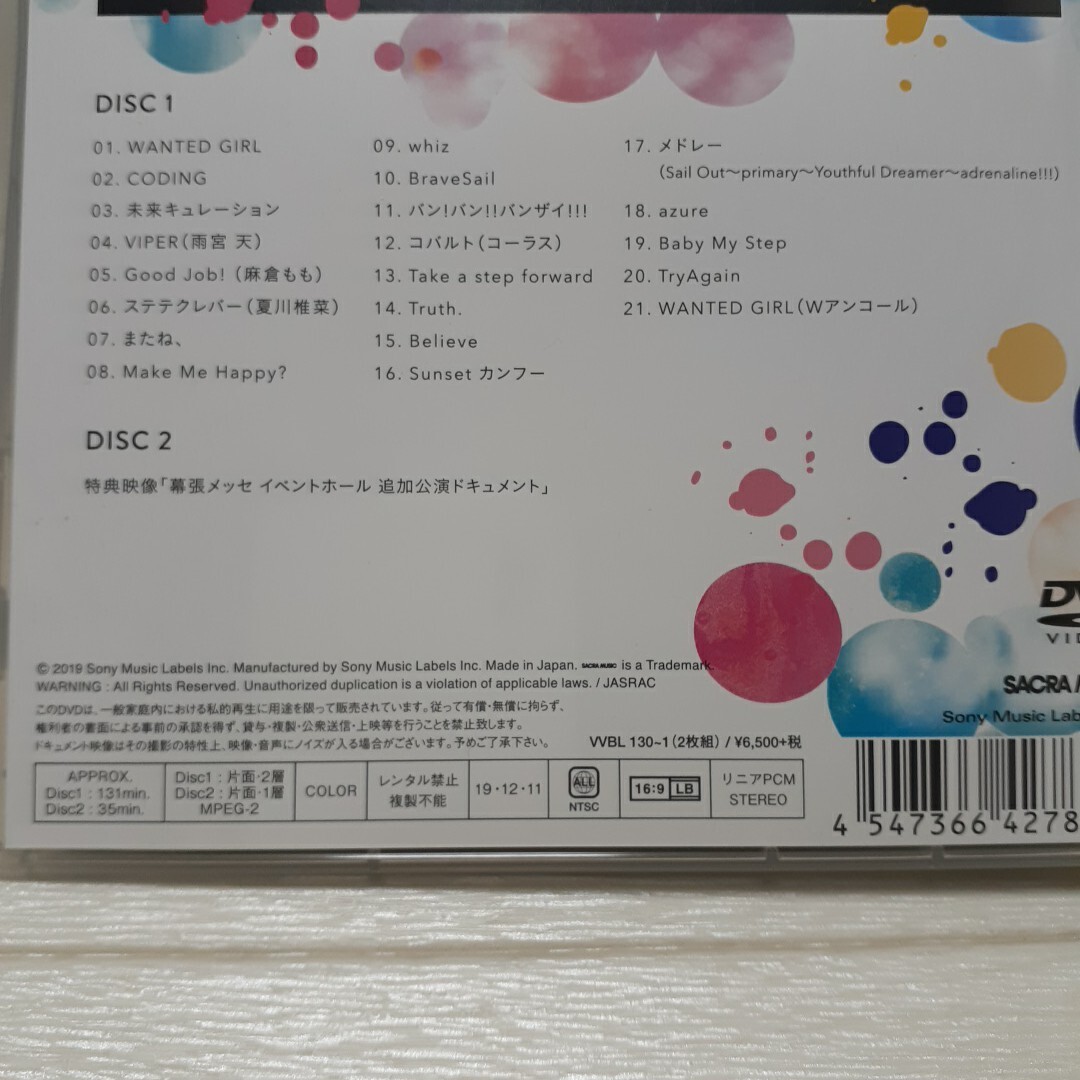 DISC 1
01. WANTED GIRL
02. CODING
03. 未来キュレーション
04. VIPER(雨宮 天)
05. Good Job! (麻倉もも)
06. ステテクレバー(夏川椎菜)
07. またね、
08. Make Me Happy?
09. whiz
10. BraveSail
11. バン!バン!!バンザイ!!!
12. コバルト(コーラス)
13. Take a step forward
14. Truth.
15. Believe
16. Sunset カンフー
17. メドレー
(Sail Out〜primary〜Youthful Dreamer〜adrenaline!!!)
18. azure
19. Baby My Step
20. TryAgain
21. WANTED GIRL(Wアンコール)
DISC 2
特典映像「幕張メッセ イベントホール 追加公演ドキュメント」
© 2019 Sony Music Labels Inc. Manufactured by Sony Music Labels Inc. Made in Japan. SACRA MUSIC is a Trademark.
WARNING : All Rights Reserved. Unauthorized duplication is a violation of applicable laws. / JASRAC
このDVDは、一般家庭内における私的再生に用途を限って販売されています。従って有償・無償に拘らず、
権利者の書面による事前の承認を得ず、貸与・複製・公衆送信・上映等を行うことを禁止致します。
ドキュメント映像はその撮影の特性上、映像・音声にノイズが入る場合がございます。予めご了承下さい。
VVBL 130~1(2枚組) / ¥6,500+税
APPROX.
Disc1 : 131min.
Disc2 : 35min.
Disc1 : 片面・2層
Disc2 : 片面・1層
MPEG-2
COLOR
レンタル禁止
複製不能
19・12・11
ALL
NTSC
16:9 LB
リニアPCM
STEREO
SACRA
Sony Music
4 547366 4278